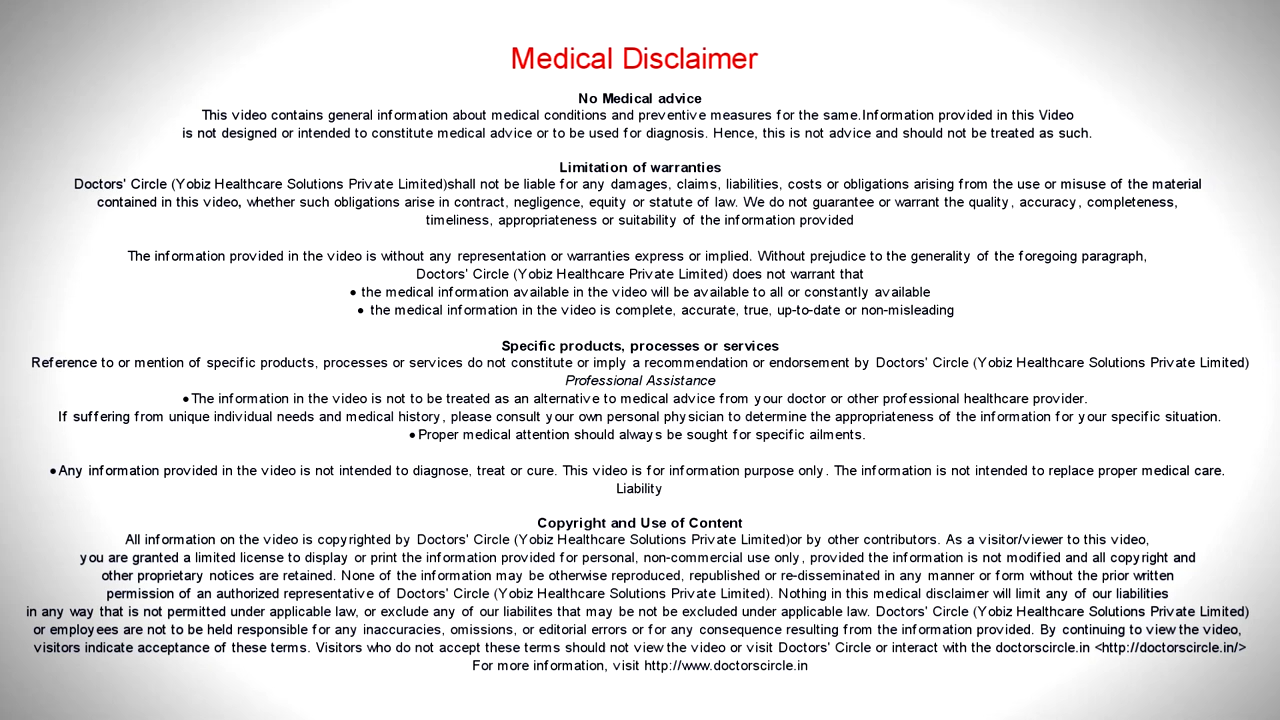 Medical Disclaimer
No Medical advice
This video contains general information about medical conditions and preventive measures for the same.Information provided in this Video
is not designed or intended to constitute medical advice or to be used for diagnosis. Hence, this is not advice and should not be treated as such.
Limitation of warranties
Doctors' Circle (Yobiz Healthcare Solutions Private Limited)shall not be liable for any damages, claims, liabilities, costs or obligations arising from the use or misuse of the material
contained in this video, whether such obligations arise in contract, negligence, equity or statute of law. We do not guarantee or warrant the quality, accuracy, completeness,
timeliness, appropriateness or suitability of the information provided
The information provided in the video is without any representation or warranties express or implied. Without prejudice to the generality of the foregoing paragraph,
Doctors' Circle (Yobiz Healthcare Private Limited) does not warrant that
• the medical information available in the video will be available to all or constantly available
• the medical information in the video is complete, accurate, true, up-to-date or non-misleading
Specific products, processes or services
Reference to or mention of specific products, processes or services do not constitute or imply a recommendation or endorsement by Doctors' Circle (Yobiz Healthcare Solutions Private Limited)
Professional Assistance
•The information in the video is not to be treated as an alternative to medical advice from your doctor or other professional healthcare provider.
If suffering from unique individual needs and medical history, please consult your own personal physician to determine the appropriateness of the information for your specific situation.
•Proper medical attention should always be sought for specific ailments.
•Any information provided in the video is not intended to diagnose, treat or cure. This video is for information purpose only. The information is not intended to replace proper medical care.
Liability
Copyright and Use of Content
All information on the video is copyrighted by Doctors' Circle (Yobiz Healthcare Solutions Private Limited)or by other contributors. As a visitor/viewer to this video,
you are granted a limited license to display or print the information provided for personal, non-commercial use only, provided the information is not modified and all copyright and
other proprietary notices are retained. None of the information may be otherwise reproduced, republished or re-disseminated in any manner or form without the prior written
permission of an authorized representative of Doctors' Circle (Yobiz Healthcare Solutions Private Limited). Nothing in this medical disclaimer will limit any of our liabilities
in any way that is not permitted under applicable law, or exclude any of our liabilites that may be not be excluded under applicable law. Doctors' Circle (Yobiz Healthcare Solutions Private Limited)
or employees are not to be held responsible for any inaccuracies, omissions, or editorial errors or for any consequence resulting from the information provided. By continuing to view the video,
visitors indicate acceptance of these terms. Visitors who do not accept these terms should not view the video or visit Doctors' Circle or interact with the doctorscircle.in <http://doctorscircle.in/>
For more information, visit http://www.doctorscircle.in